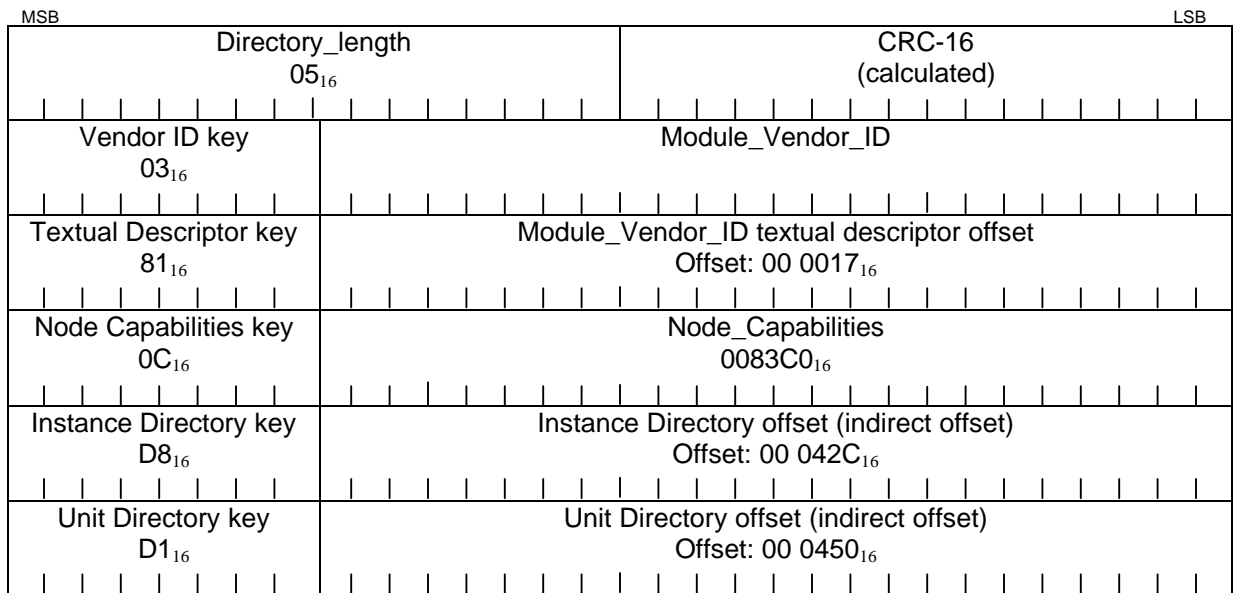 MSB LSB
Directory_length CRC-16
05₁₆ (calculated)
Vendor ID key Module_Vendor_ID
03₁₆
Textual Descriptor key Module_Vendor_ID textual descriptor offset
81₁₆ Offset: 00 0017₁₆
Node Capabilities key Node_Capabilities
0C₁₆ 0083C0₁₆
Instance Directory key Instance Directory offset (indirect offset)
D8₁₆ Offset: 00 042C₁₆
Unit Directory key Unit Directory offset (indirect offset)
D1₁₆ Offset: 00 0450₁₆